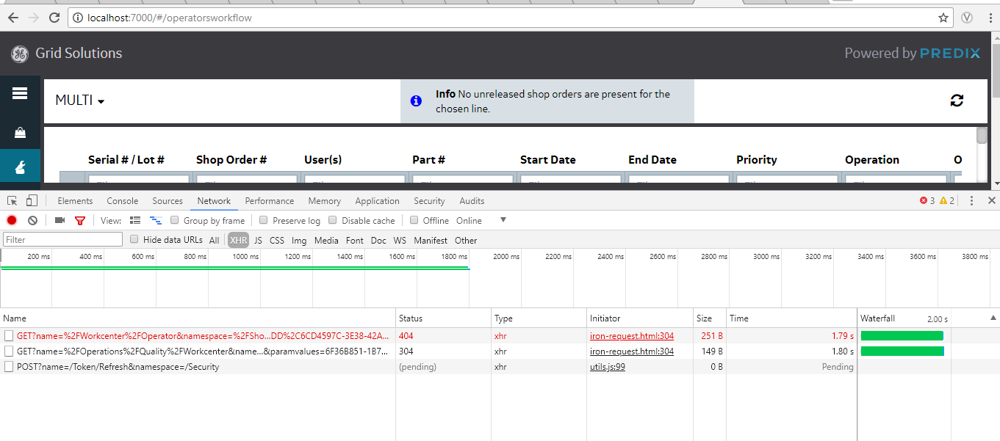 localhost:7000/#/operatorsworkflow
Grid Solutions
Powered by PREDIX
MULTI
Info No unreleased shop orders are present for the
chosen line.
Serial # / Lot # Shop Order # User(s) Part # Start Date End Date Priority Operation O
Elements Console Sources Network Performance Memory Application Security Audits 3 2
View: Group by frame Preserve log Disable cache Offline Online
Filter Hide data URLs All XHR JS CSS Img Media Font Doc WS Manifest Other
200 ms 400 ms 600 ms 800 ms 1000 ms 1200 ms 1400 ms 1600 ms 1800 ms 2000 ms 2200 ms 2400 ms 2600 ms 2800 ms 3000 ms 3200 ms 3400 ms 3600 ms 3800 ms
Name Status Type Initiator Size Time Waterfall 2.00 s
GET?name=%2FWorkcenter%2FOperator&namespace=%2FSho...DD%2C6CD4597C-3E38-42A... 404 xhr iron-request.html:304 251 B 1.79 s
GET?name=%2FOperations%2FQuality%2FWorkcenter&name...&paramvalues=6F36B851-1B7... 304 xhr iron-request.html:304 149 B 1.80 s
POST?name=/Token/Refresh&namespace=/Security (pending) xhr utils.js:99 0 B Pending